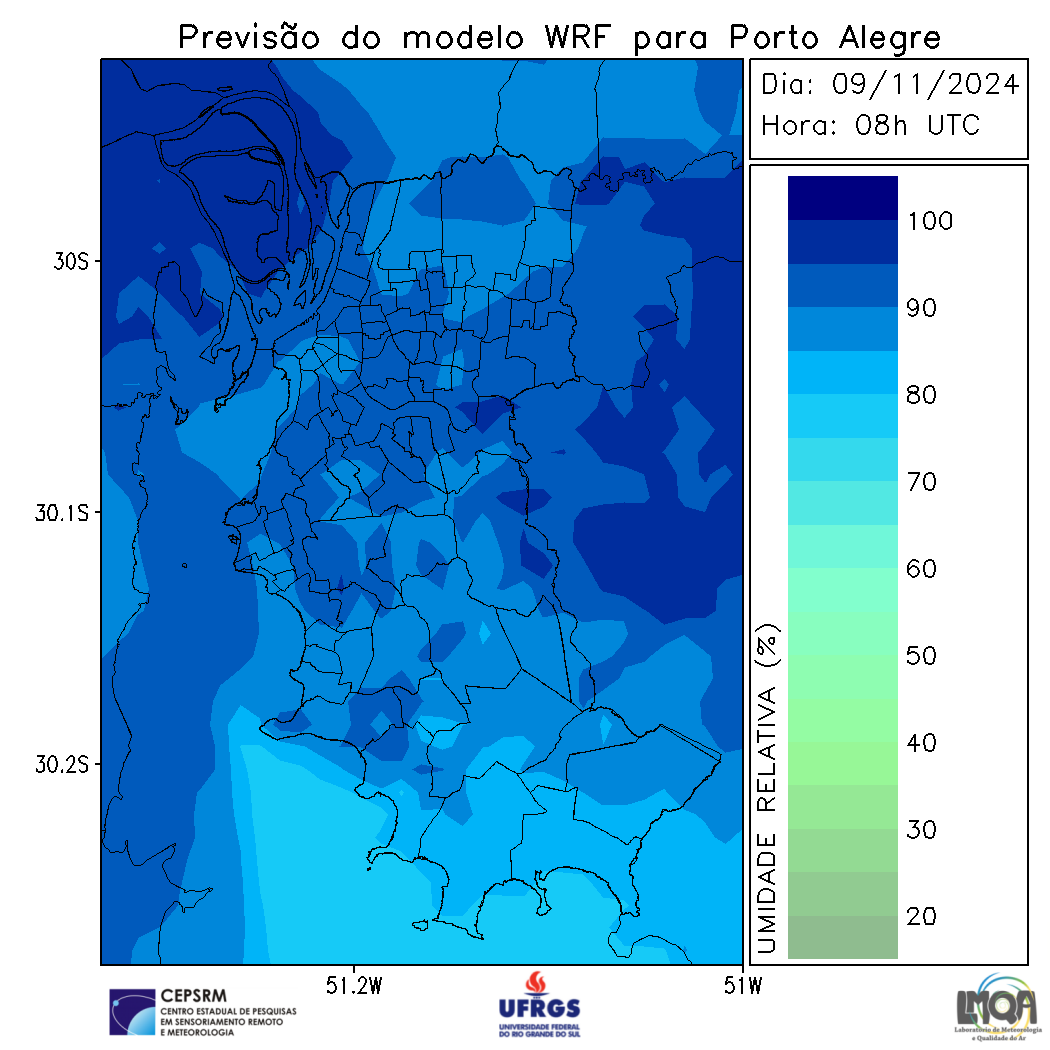 Previsão do modelo WRF para Porto Alegre
Dia: 09/11/2024
Hora: 08h UTC
30S
30.1S
30.2S
51.2W
51W
100
90
80
70
60
50
40
30
20
UMIDADE RELATIVA (%)
CEPSRM
CENTRO ESTADUAL DE PESQUISAS
EM SENSORIAMENTO REMOTO
E METEOROLOGIA
UFRGS
UNIVERSIDADE FEDERAL
DO RIO GRANDE DO SUL
LMQA
Laboratório de Meteorologia
e Qualidade do Ar